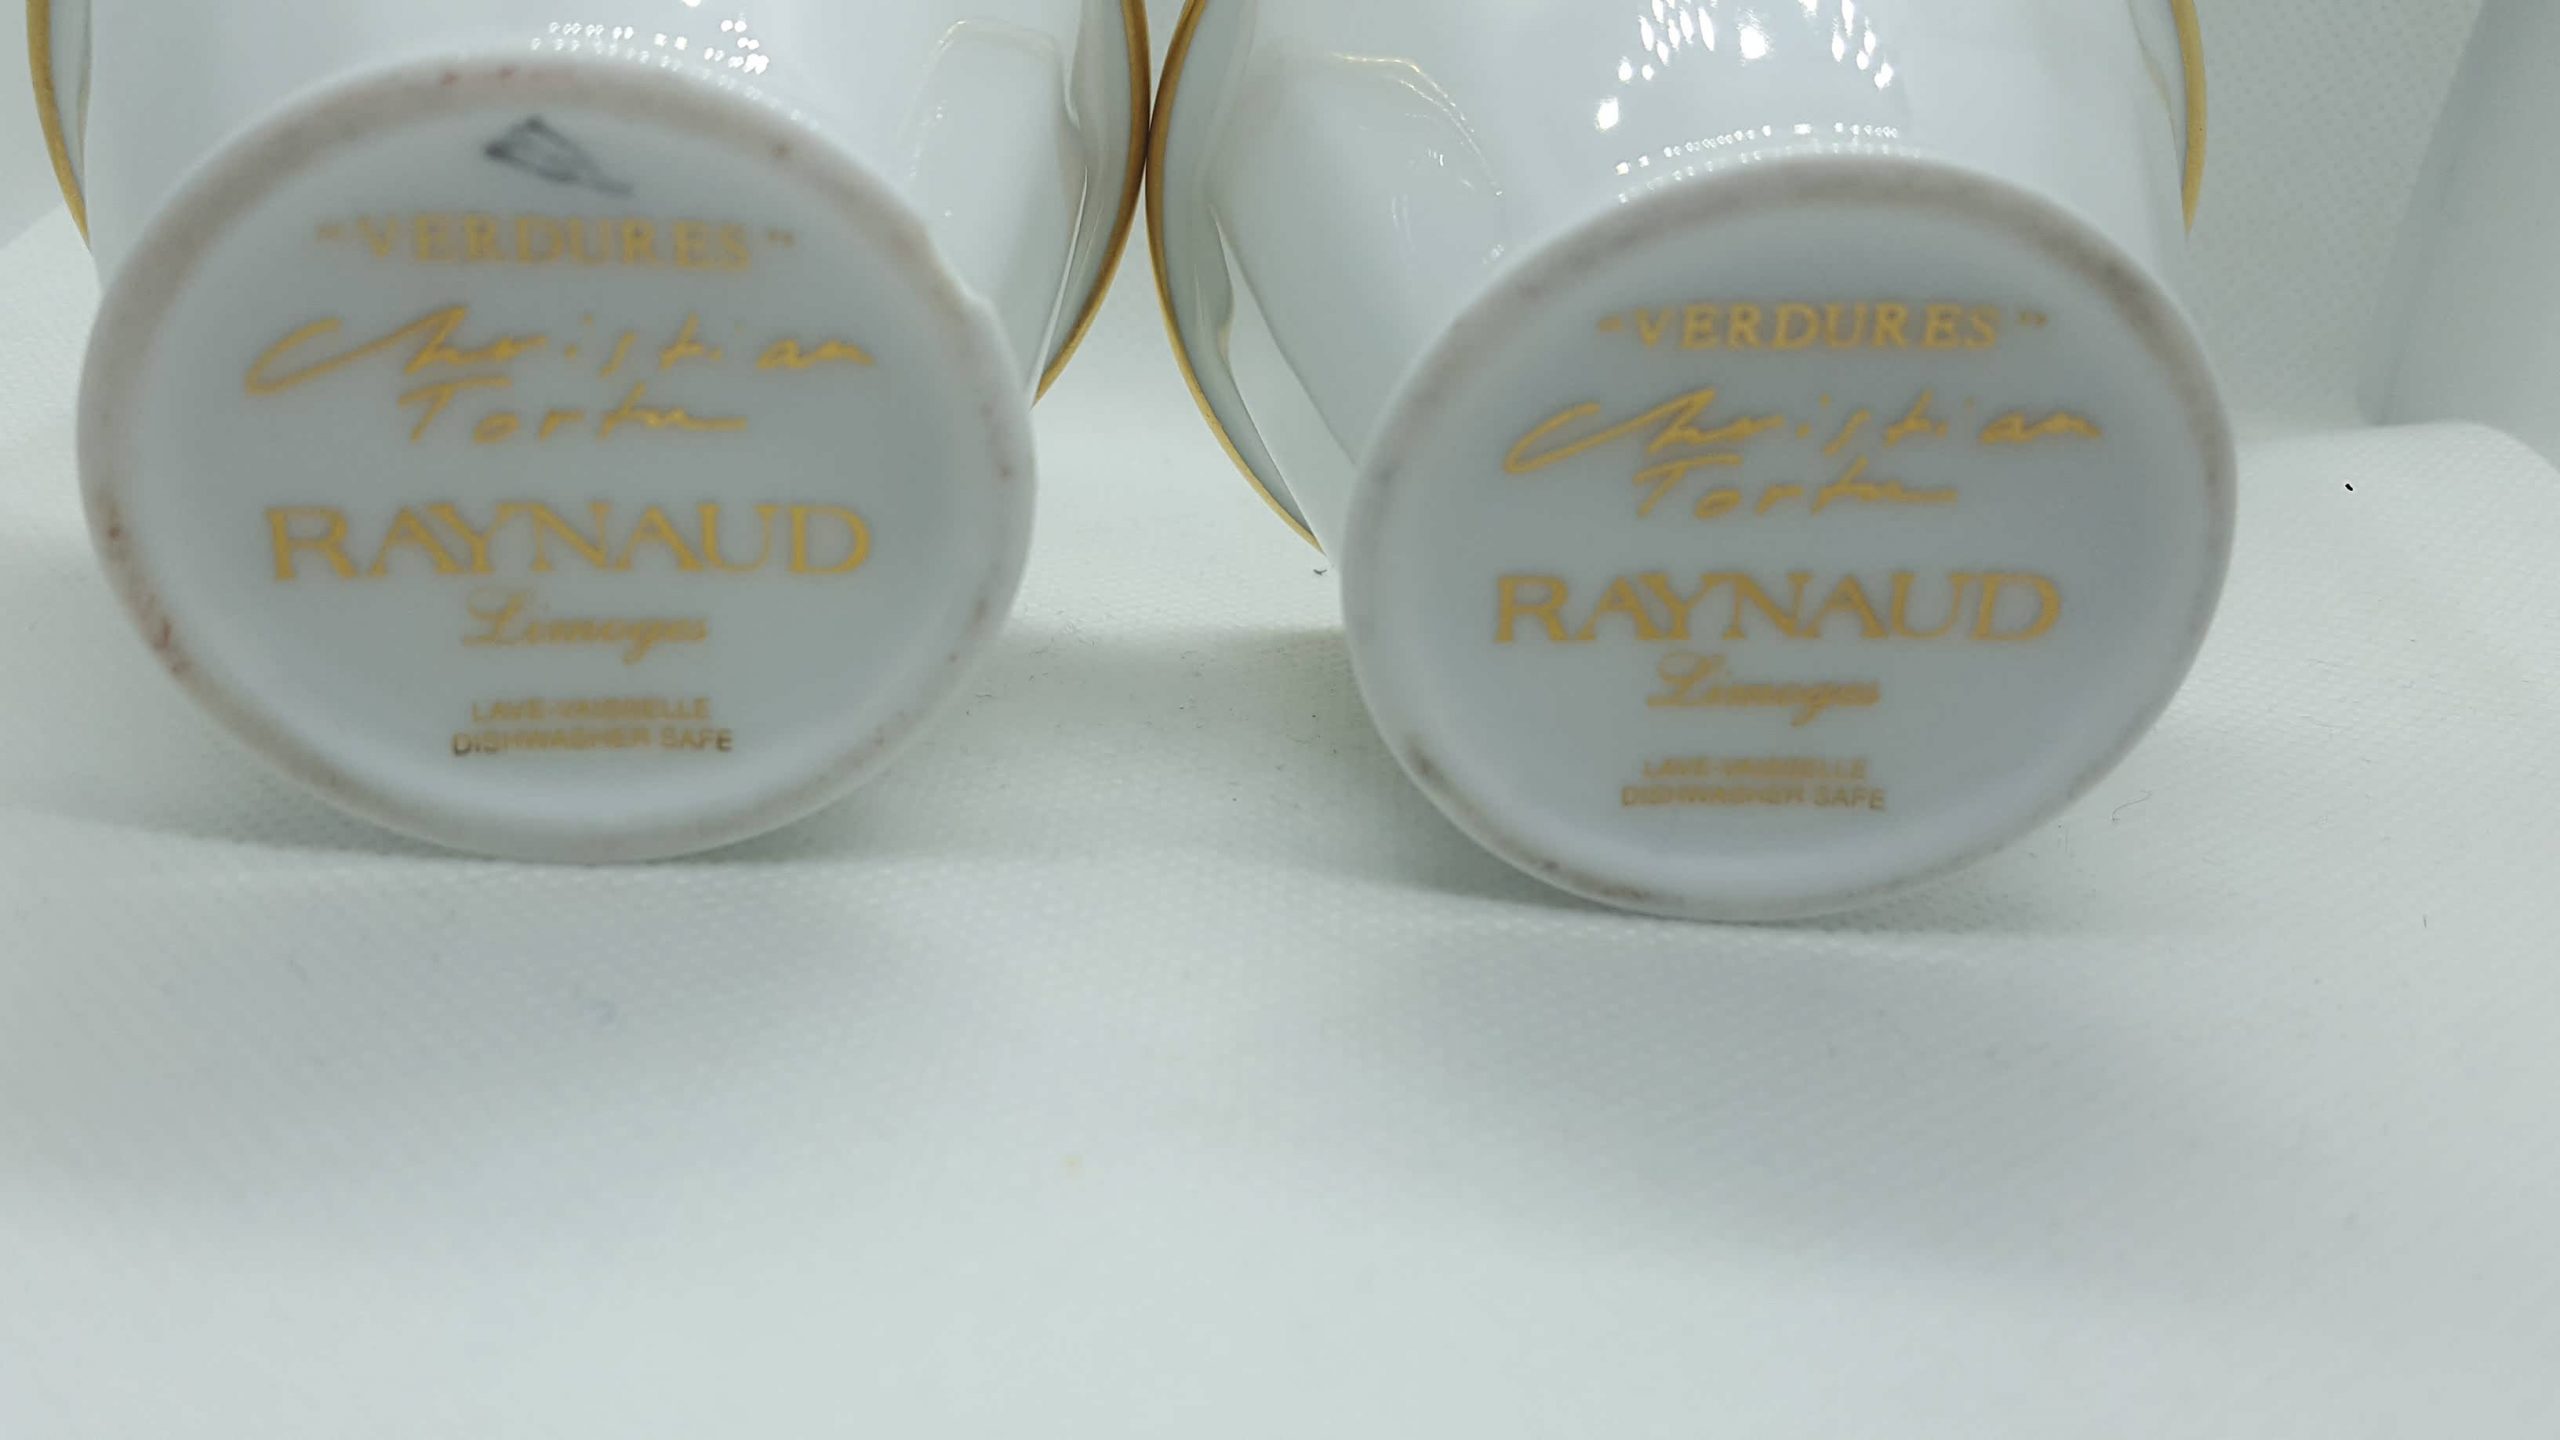 "VERDURES"
Christian
Tortu
RAYNAUD
Limoges
LAVE-VAISSELLE
DISHWASHER SAFE
"VERDURES"
Christian
Tortu
RAYNAUD
Limoges
LAVE-VAISSELLE
DISHWASHER SAFE